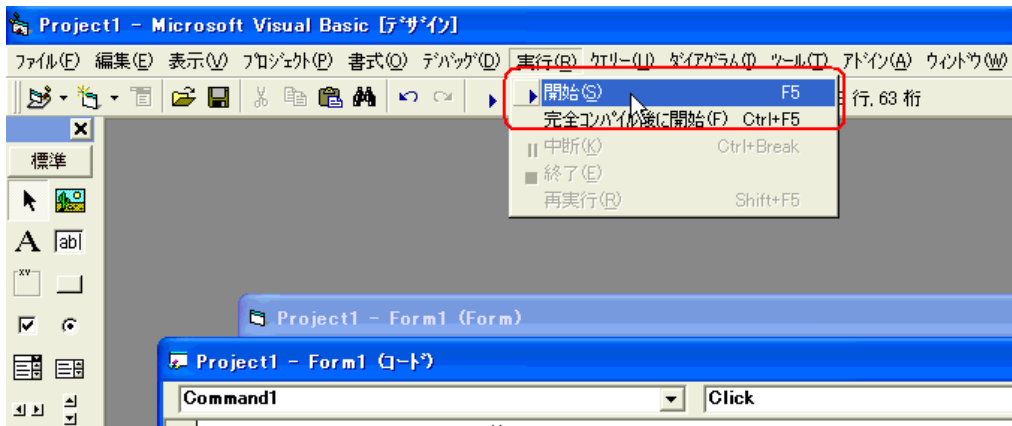 Project1 - Microsoft Visual Basic [ﾃﾞｻﾞｲﾝ]
ﾌｧｲﾙ(F) 編集(E) 表示(V) ﾌﾟﾛｼﾞｪｸﾄ(P) 書式(O) ﾃﾞﾊﾞｯｸﾞ(D) 実行(R) ｸｴﾘｰ(U) ﾀﾞｲｱｸﾞﾗﾑ(I) ﾂｰﾙ(T) ｱﾄﾞｲﾝ(A) ｳｨﾝﾄﾞｳ(W)
開始(S) F5
行, 63 桁
完全ｺﾝﾊﾟｲﾙ後に開始(F) Ctrl+F5
中断(K) Ctrl+Break
標準
終了(E)
再実行(R) Shift+F5
A ab|
XY
Project1 - Form1 (Form)
Project1 - Form1 (ｺｰﾄﾞ)
Command1 Click